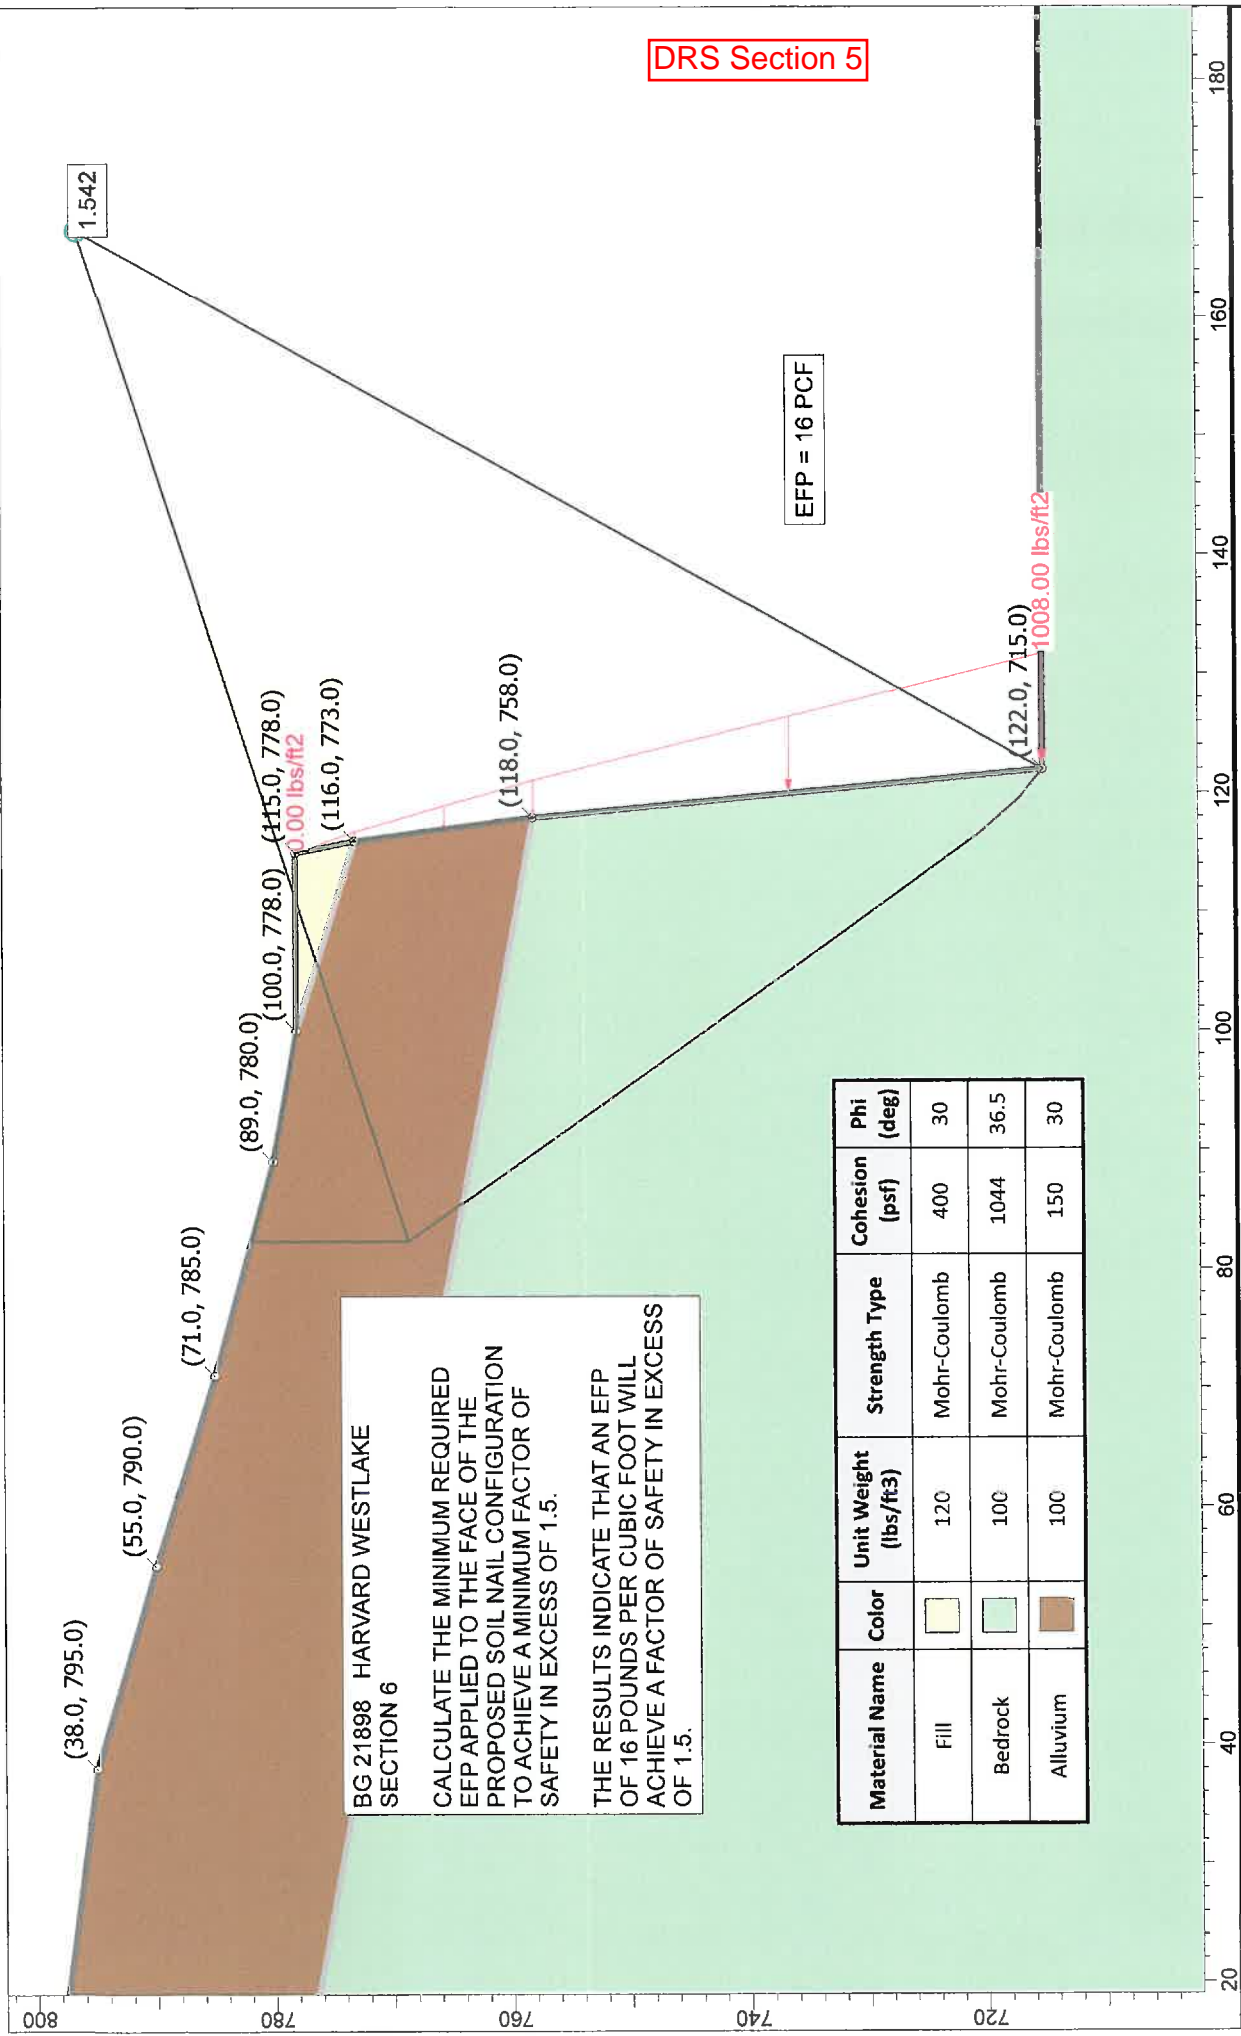 DRS Section 5
1.542
(38.0, 795.0)
(55.0, 790.0)
(71.0, 785.0)
(89.0, 780.0)
(100.0, 778.0)
(115.0, 778.0)
0.00 lbs/ft2
(116.0, 773.0)
(118.0, 758.0)
(122.0, 715.0)
1008.00 lbs/ft2
EFP = 16 PCF
BG 21898 HARVARD WESTLAKE
SECTION 6
CALCULATE THE MINIMUM REQUIRED
EFP APPLIED TO THE FACE OF THE
PROPOSED SOIL NAIL CONFIGURATION
TO ACHIEVE A MINIMUM FACTOR OF
SAFETY IN EXCESS OF 1.5.
THE RESULTS INDICATE THAT AN EFP
OF 16 POUNDS PER CUBIC FOOT WILL
ACHIEVE A FACTOR OF SAFETY IN EXCESS
OF 1.5.
Material Name Color Unit Weight (lbs/ft3) Strength Type Cohesion (psf) Phi (deg)
Fill 120 Mohr-Coulomb 400 30
Bedrock 100 Mohr-Coulomb 1044 36.5
Alluvium 100 Mohr-Coulomb 150 30
800
780
760
740
720
20 40 60 80 100 120 140 160 180